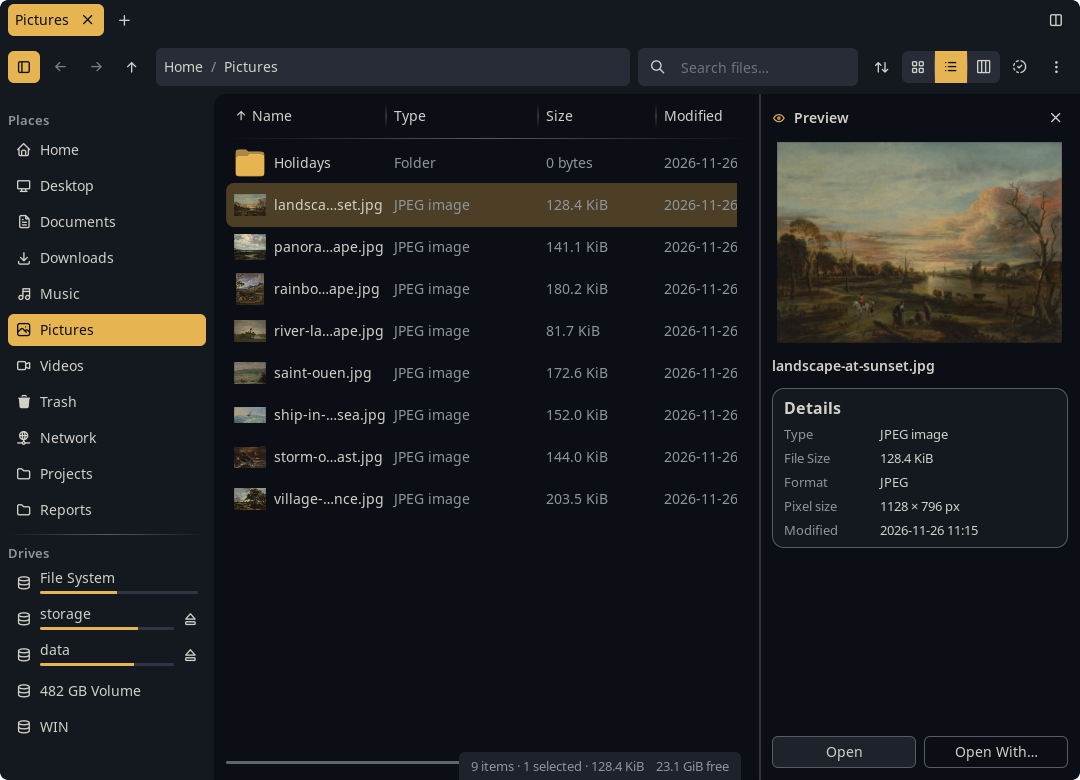 Pictures
Home / Pictures
Search files...
Places
Home
Desktop
Documents
Downloads
Music
Pictures
Videos
Trash
Network
Projects
Reports
Drives
File System
storage
data
482 GB Volume
WIN
Name Type Size Modified
Holidays Folder 0 bytes 2026-11-26
landsca...set.jpg JPEG image 128.4 KiB 2026-11-26
panora...ape.jpg JPEG image 141.1 KiB 2026-11-26
rainbo...ape.jpg JPEG image 180.2 KiB 2026-11-26
river-la...ape.jpg JPEG image 81.7 KiB 2026-11-26
saint-ouen.jpg JPEG image 172.6 KiB 2026-11-26
ship-in-...sea.jpg JPEG image 152.0 KiB 2026-11-26
storm-o...ast.jpg JPEG image 144.0 KiB 2026-11-26
village-...nce.jpg JPEG image 203.5 KiB 2026-11-26
9 items · 1 selected · 128.4 KiB 23.1 GiB free
Preview
landscape-at-sunset.jpg
Details
Type JPEG image
File Size 128.4 KiB
Format JPEG
Pixel size 1128 × 796 px
Modified 2026-11-26 11:15
Open Open With...